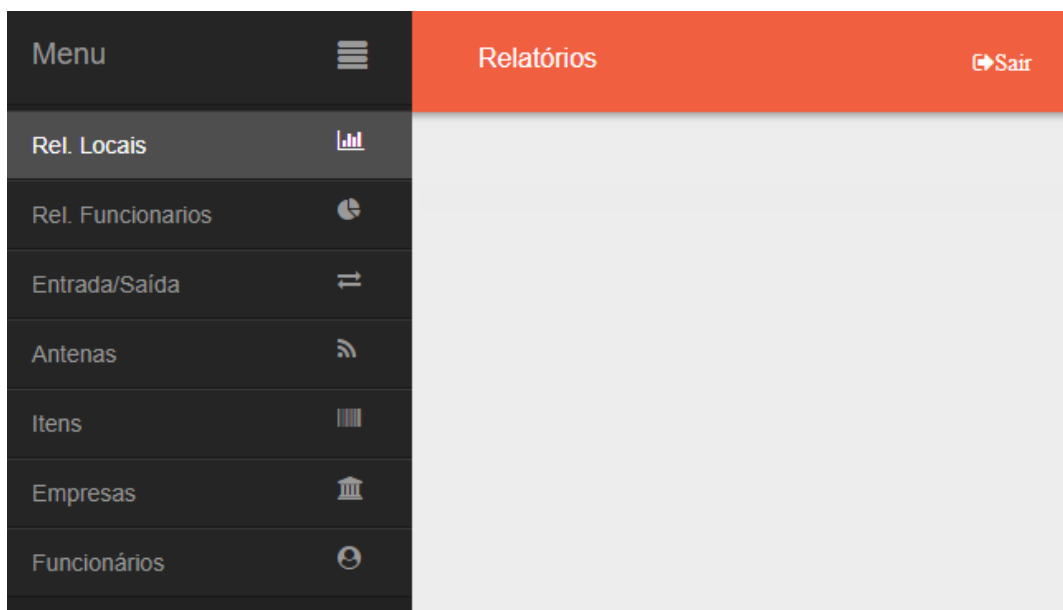 Menu
Relatórios
Sair
Rel. Locais
Rel. Funcionarios
Entrada/Saída
Antenas
Itens
Empresas
Funcionários